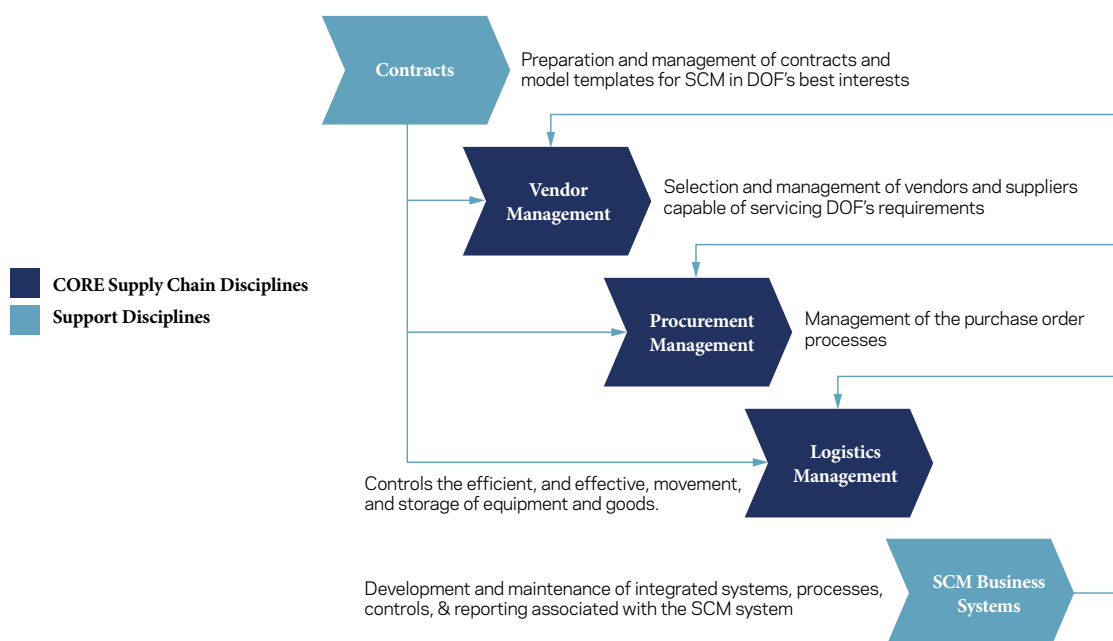 Contracts
Preparation and management of contracts and
model templates for SCM in DOF's best interests
Vendor
Management
Selection and management of vendors and suppliers
capable of servicing DOF's requirements
CORE Supply Chain Disciplines
Support Disciplines
Procurement
Management
Management of the purchase order
processes
Logistics
Management
Controls the efficient, and effective, movement,
and storage of equipment and goods.
SCM Business
Systems
Development and maintenance of integrated systems, processes,
controls, & reporting associated with the SCM system